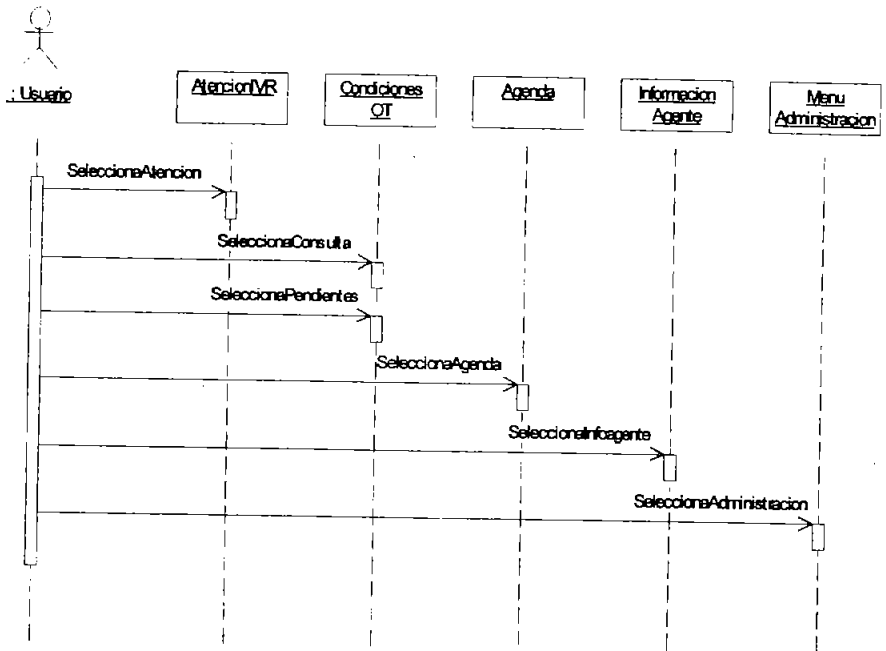 : Usuario
AtencionIVR
Condiciones
OT
Agenda
Informacion
Agente
Menu
Administracion
SeleccionaAtencion
SeleccionaConsulta
SeleccionaPendientes
SeleccionaAgenda
SeleccionaInfoagente
SeleccionaAdministracion